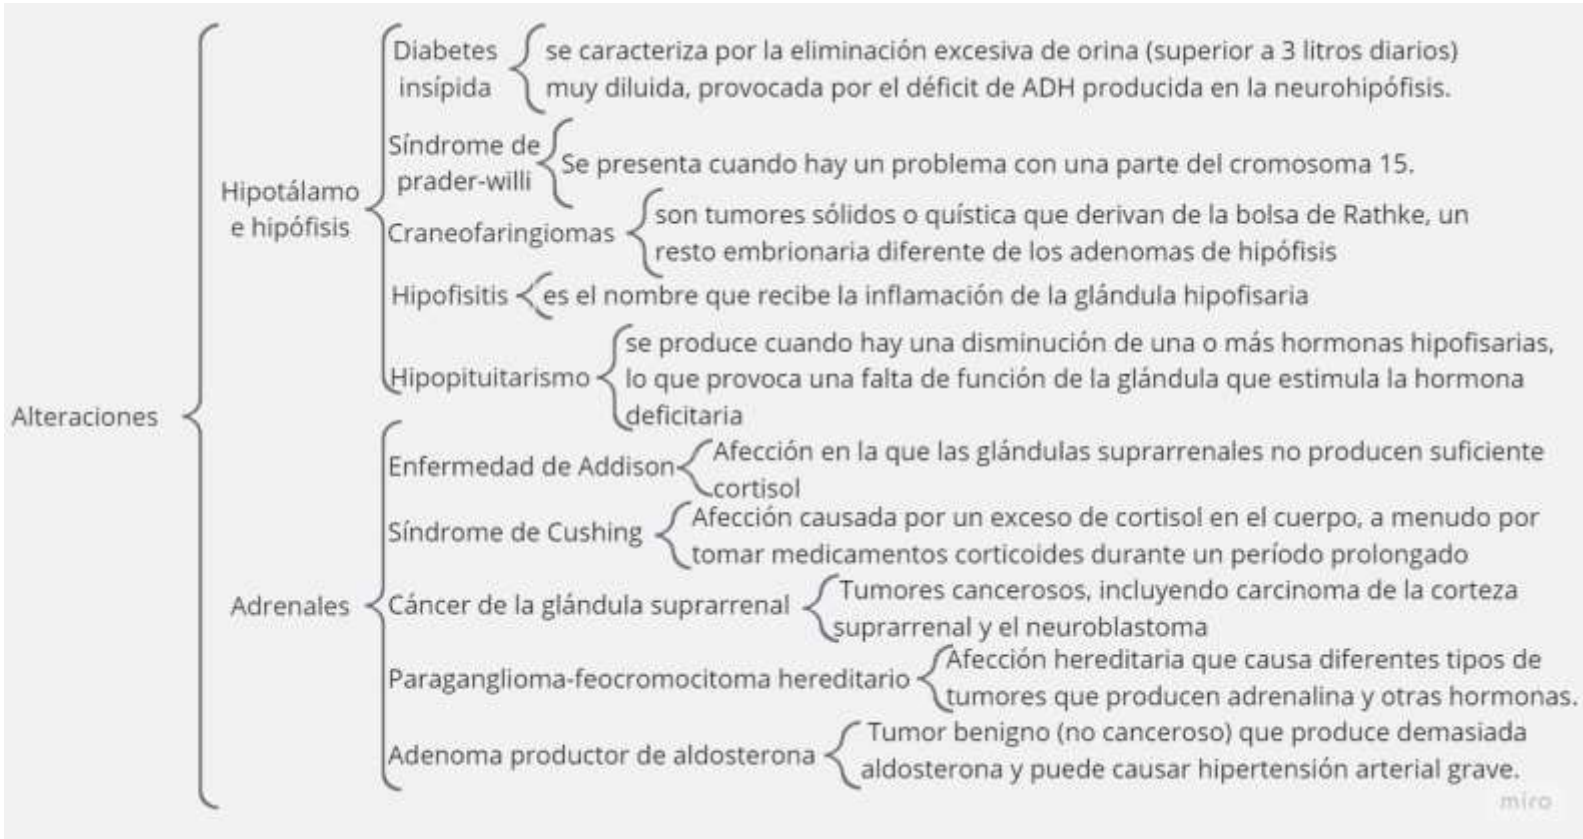 Alteraciones
Hipotálamo
e hipófisis
Diabetes
insípida
se caracteriza por la eliminación excesiva de orina (superior a 3 litros diarios)
muy diluida, provocada por el déficit de ADH producida en la neurohipófisis.
Síndrome de
prader-willi
Se presenta cuando hay un problema con una parte del cromosoma 15.
Craneofaringiomas
son tumores sólidos o quística que derivan de la bolsa de Rathke, un
resto embrionaria diferente de los adenomas de hipófisis
Hipofisitis
es el nombre que recibe la inflamación de la glándula hipofisaria
Hipopituitarismo
se produce cuando hay una disminución de una o más hormonas hipofisarias,
lo que provoca una falta de función de la glándula que estimula la hormona
deficitaria
Adrenales
Enfermedad de Addison
Afección en la que las glándulas suprarrenales no producen suficiente
cortisol
Síndrome de Cushing
Afección causada por un exceso de cortisol en el cuerpo, a menudo por
tomar medicamentos corticoides durante un período prolongado
Cáncer de la glándula suprarrenal
Tumores cancerosos, incluyendo carcinoma de la corteza
suprarrenal y el neuroblastoma
Paraganglioma-feocromocitoma hereditario
Afección hereditaria que causa diferentes tipos de
tumores que producen adrenalina y otras hormonas.
Adenoma productor de aldosterona
Tumor benigno (no canceroso) que produce demasiada
aldosterona y puede causar hipertensión arterial grave.
miro